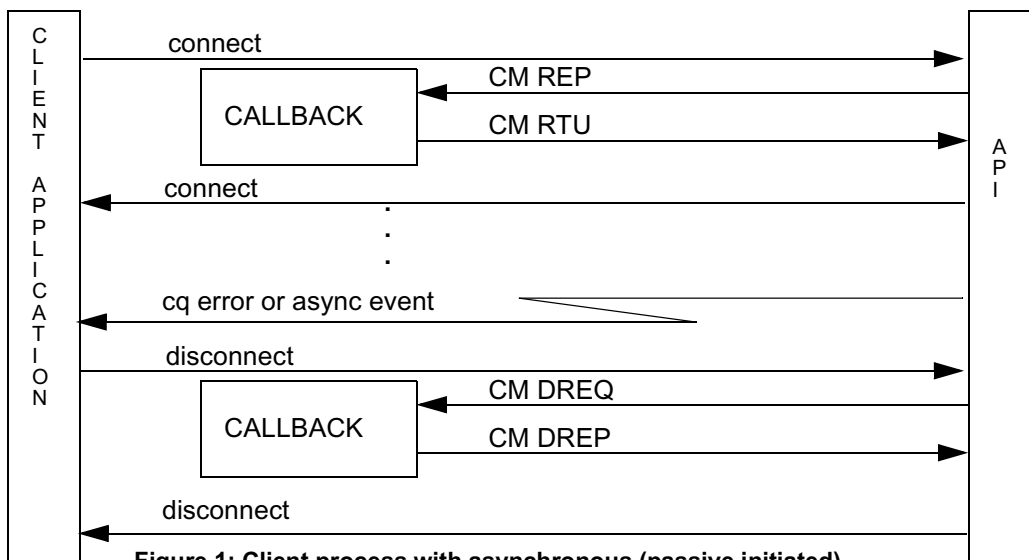 CLIENT APPLICATION
connect
CM REP
CALLBACK
CM RTU
API
connect
.
.
.
cq error or async event
disconnect
CM DREQ
CALLBACK
CM DREP
disconnect
Figure 1: Client process with asynchronous (passive initiated)